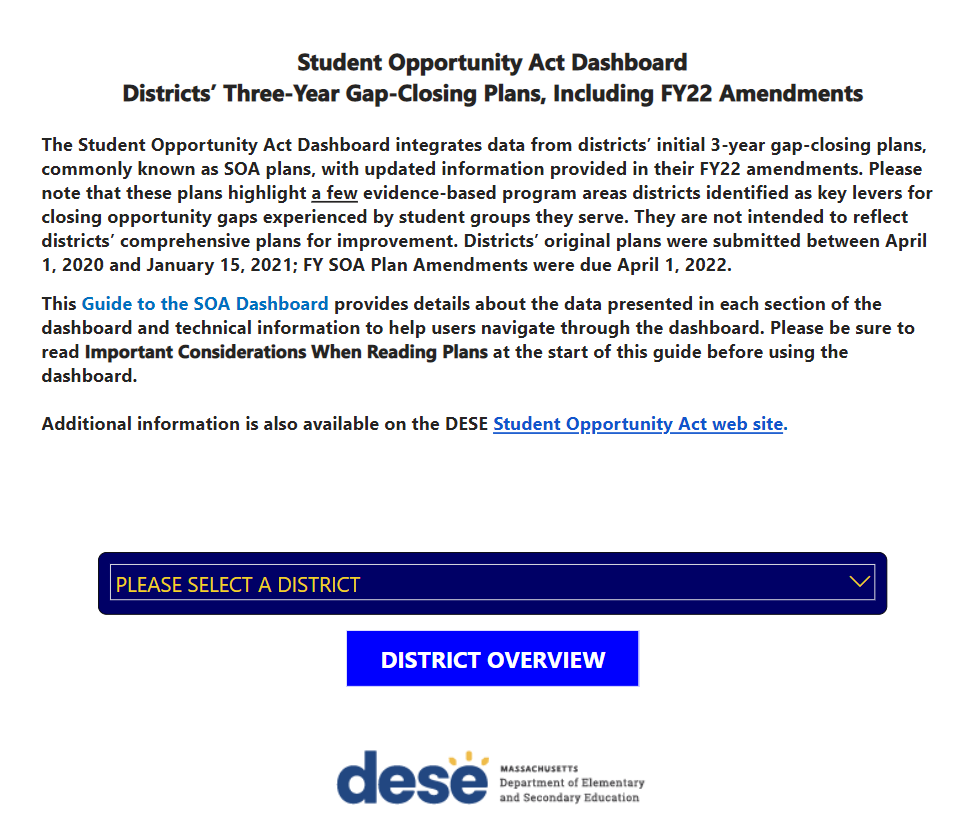 Student Opportunity Act Dashboard
Districts’ Three-Year Gap-Closing Plans, Including FY22 Amendments
The Student Opportunity Act Dashboard integrates data from districts’ initial 3-year gap-closing plans,
commonly known as SOA plans, with updated information provided in their FY22 amendments. Please
note that these plans highlight a few evidence-based program areas districts identified as key levers for
closing opportunity gaps experienced by student groups they serve. They are not intended to reflect
districts’ comprehensive plans for improvement. Districts’ original plans were submitted between April
1, 2020 and January 15, 2021; FY SOA Plan Amendments were due April 1, 2022.
This Guide to the SOA Dashboard provides details about the data presented in each section of the
dashboard and technical information to help users navigate through the dashboard. Please be sure to
read Important Considerations When Reading Plans at the start of this guide before using the
dashboard.
Additional information is also available on the DESE Student Opportunity Act web site.
PLEASE SELECT A DISTRICT
DISTRICT OVERVIEW
dese
MASSACHUSETTS
Department of Elementary
and Secondary Education